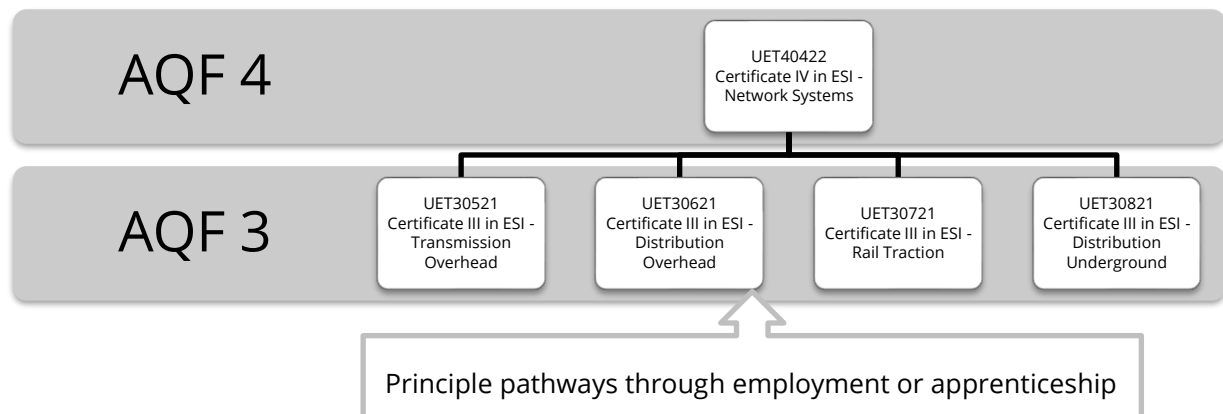 AQF 4
UET40422
Certificate IV in ESI -
Network Systems
AQF 3
UET30521
Certificate III in ESI -
Transmission
Overhead
UET30621
Certificate III in ESI -
Distribution
Overhead
UET30721
Certificate III in ESI -
Rail Traction
UET30821
Certificate III in ESI -
Distribution
Underground
Principle pathways through employment or apprenticeship